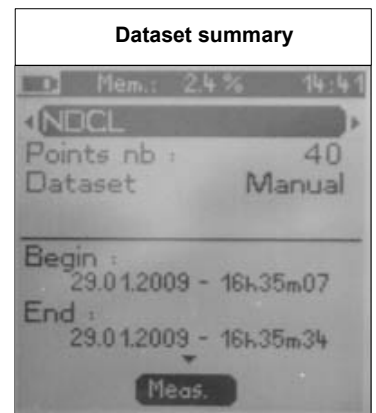 Dataset summary
Mem.: 2.4 % 14:41
NDCL
Points nb : 40
Dataset Manual
Begin :
29.01.2009 - 16h35m07
End :
29.01.2009 - 16h35m34
Meas.